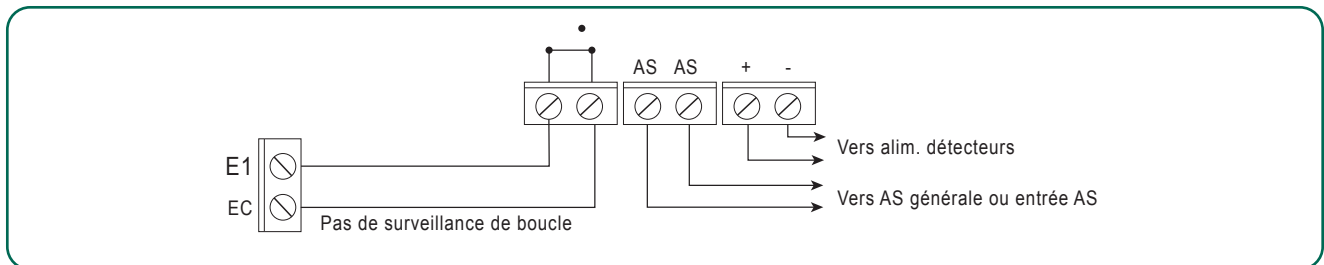 AS AS + -
Vers alim. détecteurs
E1
Vers AS générale ou entrée AS
EC
Pas de surveillance de boucle